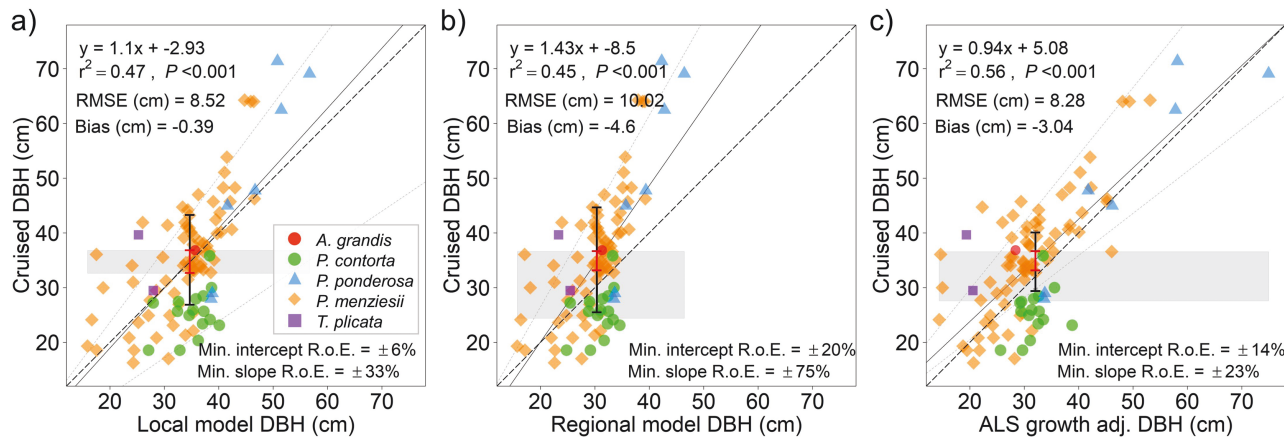 a)
y = 1.1x + -2.93
r² = 0.47 , P <0.001
RMSE (cm) = 8.52
Bias (cm) = -0.39
Cruised DBH (cm)
70
60
50
40
30
20
A. grandis
P. contorta
P. ponderosa
P. menziesii
T. plicata
Min. intercept R.o.E. = ±6%
Min. slope R.o.E. = ±33%
20 30 40 50 60 70
Local model DBH (cm)
b)
y = 1.43x + -8.5
r² = 0.45 , P <0.001
RMSE (cm) = 10.02
Bias (cm) = -4.6
Cruised DBH (cm)
70
60
50
40
30
20
Min. intercept R.o.E. = ±20%
Min. slope R.o.E. = ±75%
20 30 40 50 60 70
Regional model DBH (cm)
c)
y = 0.94x + 5.08
r² = 0.56 , P <0.001
RMSE (cm) = 8.28
Bias (cm) = -3.04
Cruised DBH (cm)
70
60
50
40
30
20
Min. intercept R.o.E. = ±14%
Min. slope R.o.E. = ±23%
20 30 40 50 60 70
ALS growth adj. DBH (cm)